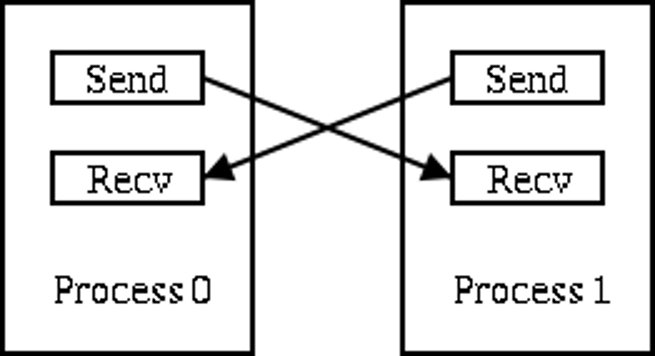 Send
Recv
Process 0
Send
Recv
Process 1